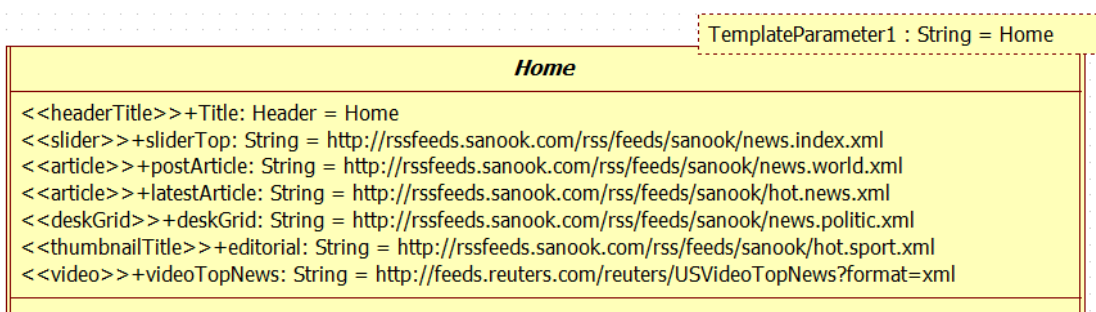 TemplateParameter1 : String = Home
Home
<<headerTitle>>+Title: Header = Home
<<slider>>+sliderTop: String = http://rssfeeds.sanook.com/rss/feeds/sanook/news.index.xml
<<article>>+postArticle: String = http://rssfeeds.sanook.com/rss/feeds/sanook/news.world.xml
<<article>>+latestArticle: String = http://rssfeeds.sanook.com/rss/feeds/sanook/hot.news.xml
<<deskGrid>>+deskGrid: String = http://rssfeeds.sanook.com/rss/feeds/sanook/news.politic.xml
<<thumbnailTitle>>+editorial: String = http://rssfeeds.sanook.com/rss/feeds/sanook/hot.sport.xml
<<video>>+videoTopNews: String = http://feeds.reuters.com/reuters/USVideoTopNews?format=xml